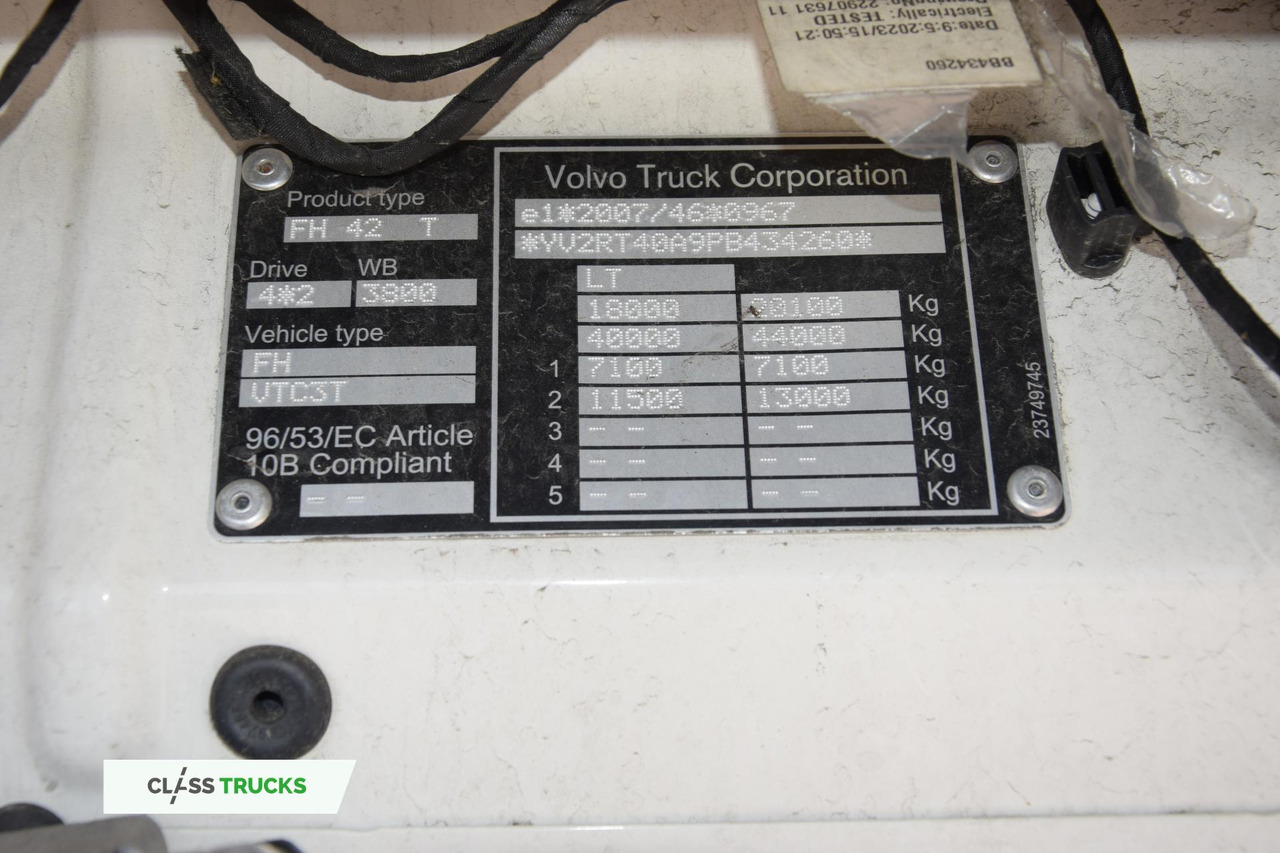 BB434260
Date:9:5:2023/15:50:21
Electrically: TESTED
22907631 11
Volvo Truck Corporation
Product type
FH 42 T
Drive WB
4*2 3800
Vehicle type
FH
VTC3T
96/53/EC Article
10B Compliant
-- --
e1*2007/46*0967
*YV2RT40A9PB434260*
LT
18000 20100 Kg
40000 44000 Kg
1 7100 7100 Kg
2 11500 13000 Kg
3 -- -- -- -- Kg
4 -- -- -- -- Kg
5 -- -- -- -- Kg
23749745
CLASS TRUCKS